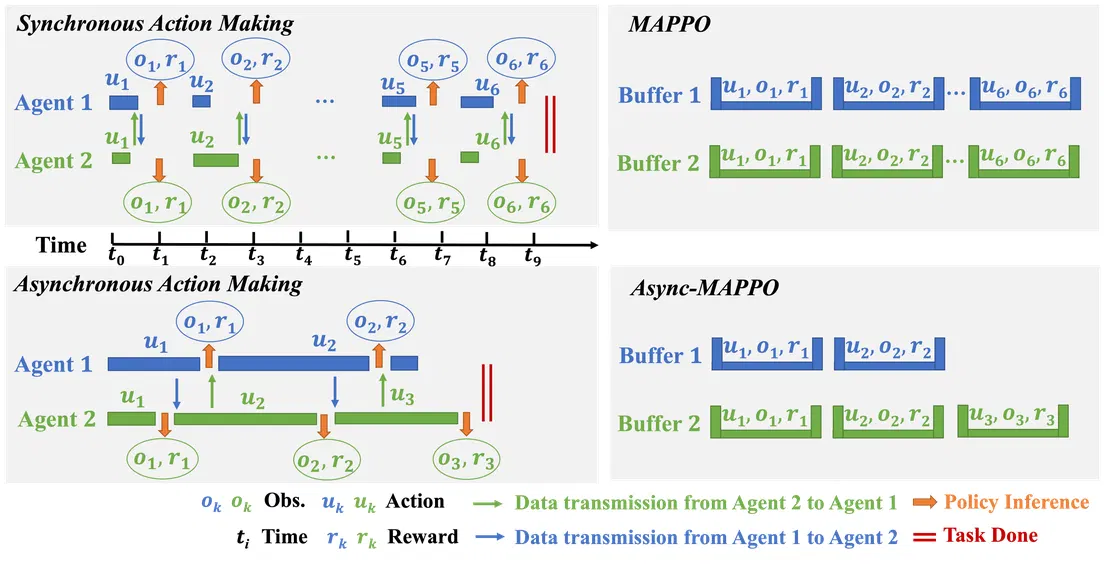 Synchronous Action Making
o₁, r₁ o₂, r₂ o₅, r₅ o₆, r₆
u₁ u₂ u₅ u₆
Agent 1 ...
u₁ u₂ u₅ u₆
Agent 2 ...
o₁, r₁ o₂, r₂ o₅, r₅ o₆, r₆
MAPPO
Buffer 1 u₁, o₁, r₁ u₂, o₂, r₂ ... u₆, o₆, r₆
Buffer 2 u₁, o₁, r₁ u₂, o₂, r₂ ... u₆, o₆, r₆
Time t₀ t₁ t₂ t₃ t₄ t₅ t₆ t₇ t₈ t₉
Asynchronous Action Making
o₁, r₁ o₂, r₂
u₁ u₂
Agent 1
u₁ u₂ u₃
Agent 2
o₁, r₁ o₂, r₂ o₃, r₃
Async-MAPPO
Buffer 1 u₁, o₁, r₁ u₂, o₂, r₂
Buffer 2 u₁, o₁, r₁ u₂, o₂, r₂ u₃, o₃, r₃
oₖ oₖ Obs. uₖ uₖ Action Data transmission from Agent 2 to Agent 1 Policy Inference
tᵢ Time rₖ rₖ Reward Data transmission from Agent 1 to Agent 2 Task Done